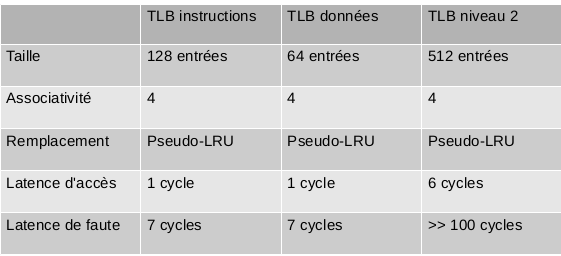 TLB instructions TLB données TLB niveau 2
Taille 128 entrées 64 entrées 512 entrées
Associativité 4 4 4
Remplacement Pseudo-LRU Pseudo-LRU Pseudo-LRU
Latence d'accès 1 cycle 1 cycle 6 cycles
Latence de faute 7 cycles 7 cycles >> 100 cycles